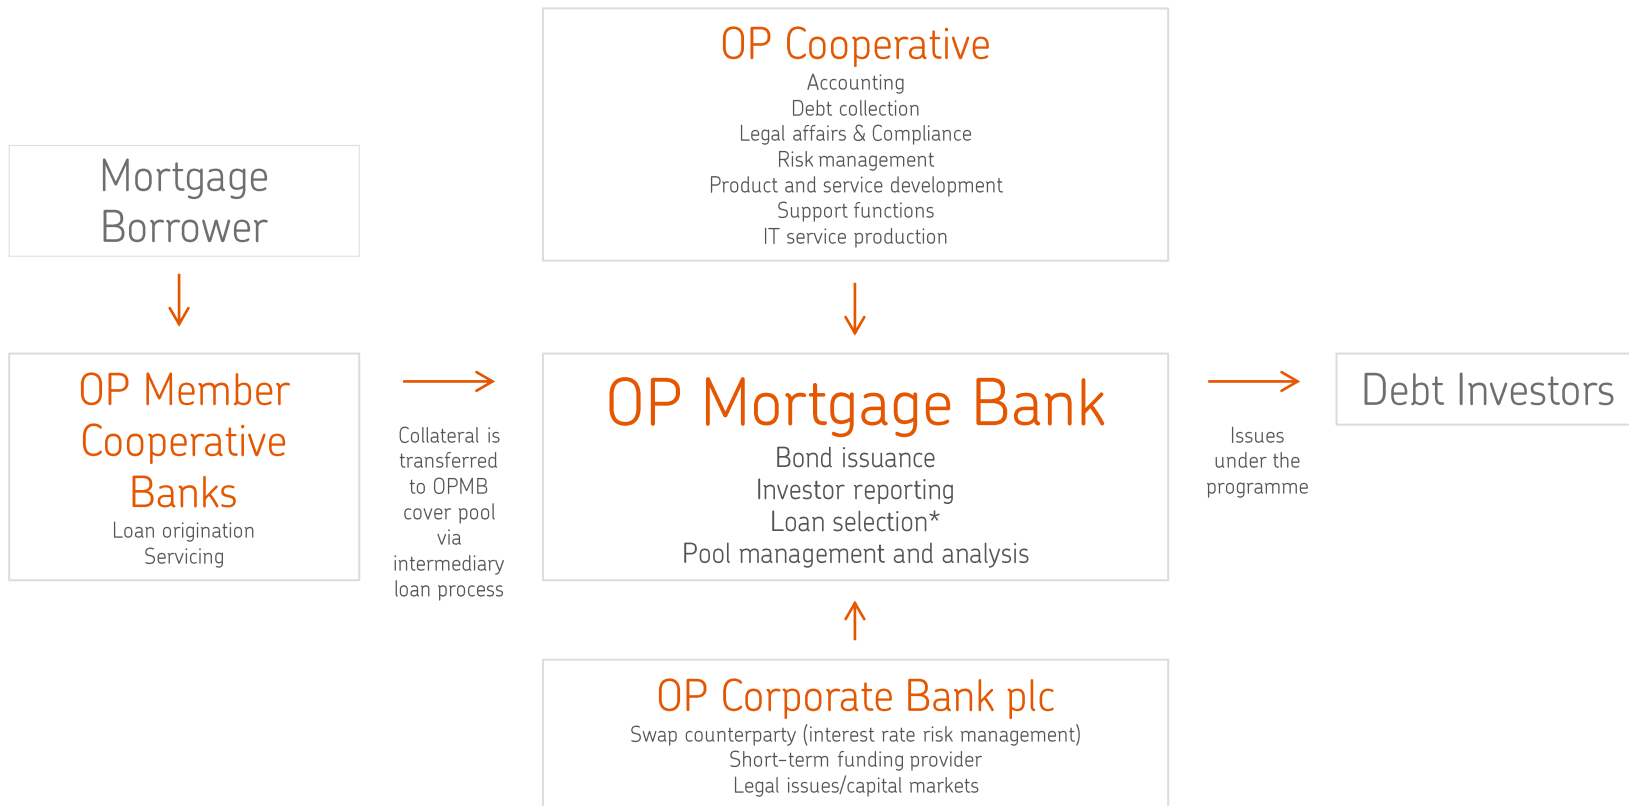 OP Cooperative
Accounting
Debt collection
Legal affairs & Compliance
Risk management
Product and service development
Support functions
IT service production
Mortgage
Borrower
OP Member
Cooperative
Banks
Loan origination
Servicing
Collateral is
transferred
to OPMB
cover pool
via
intermediary
loan process
OP Mortgage Bank
Bond issuance
Investor reporting
Loan selection*
Pool management and analysis
Issues
under the
programme
Debt Investors
OP Corporate Bank plc
Swap counterparty (interest rate risk management)
Short-term funding provider
Legal issues/capital markets